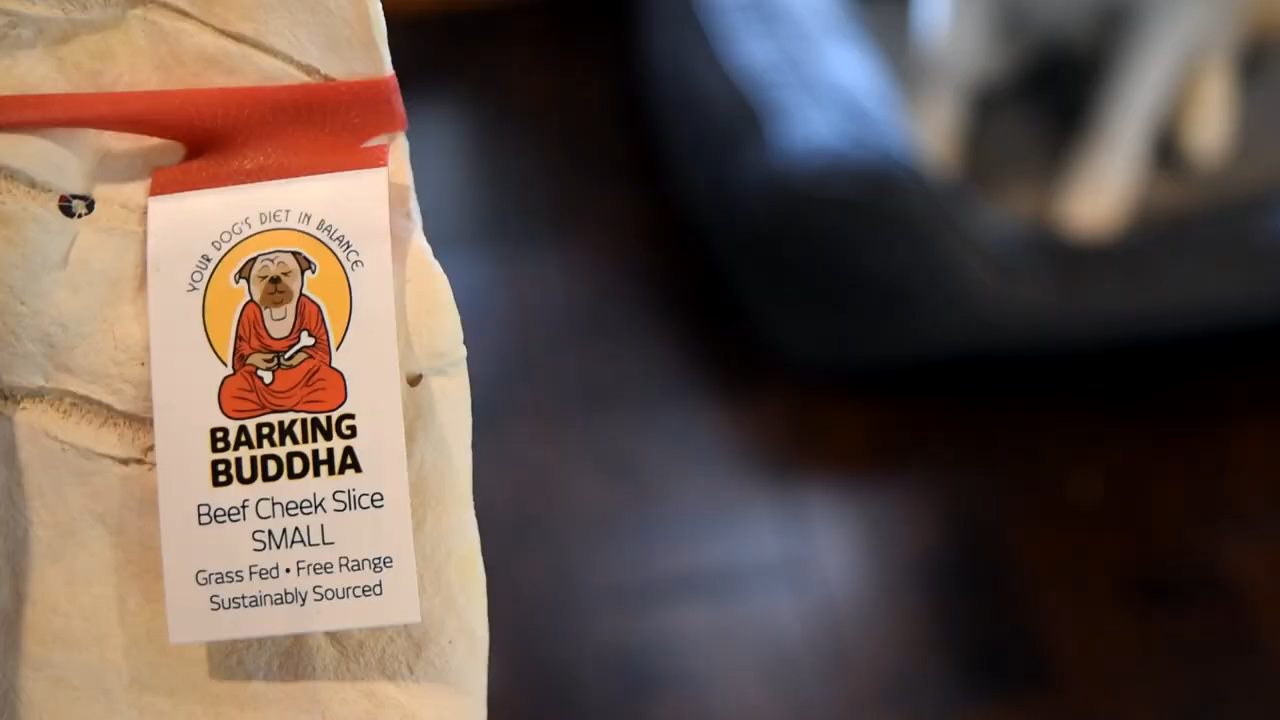 YOUR DOG'S DIET IN BALANCE
BARKING
BUDDHA
Beef Cheek Slice
SMALL
Grass Fed • Free Range
Sustainably Sourced